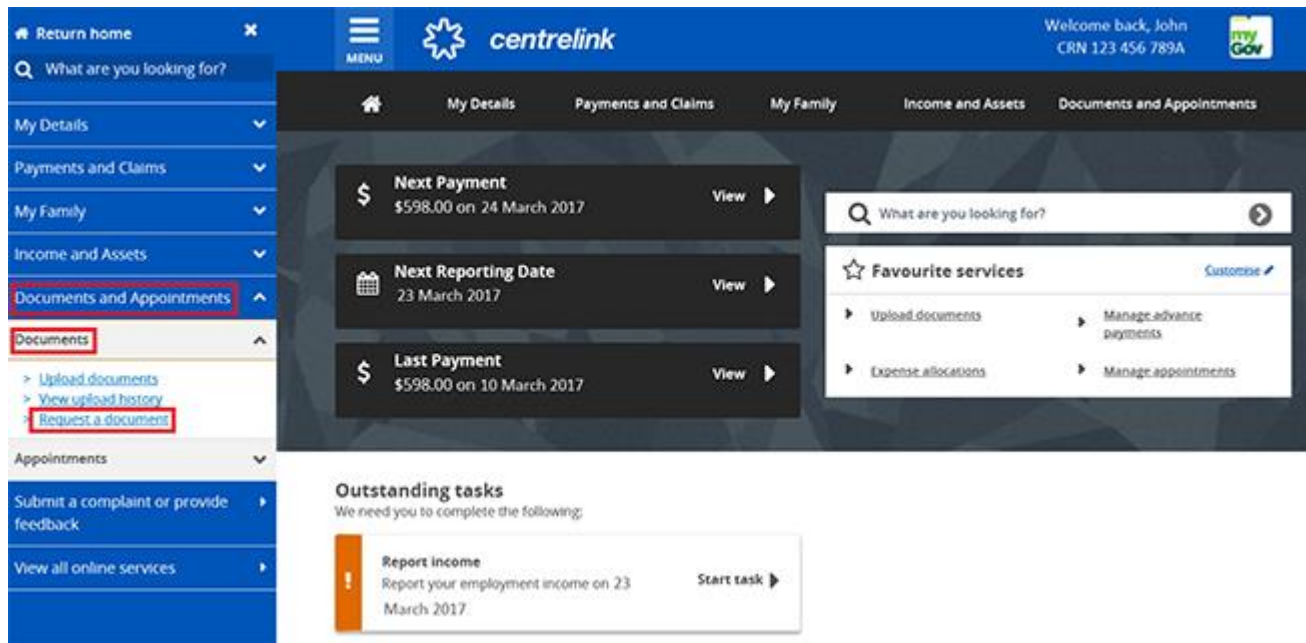 Return home
What are you looking for?
My Details
Payments and Claims
My Family
Income and Assets
Documents and Appointments
Documents
> Upload documents
> View upload history
> Request a document
Appointments
Submit a complaint or provide
feedback
View all online services
MENU
centrelink
Welcome back, John
CRN 123 456 789A
my
Gov
My Details
Payments and Claims
My Family
Income and Assets
Documents and Appointments
$
Next Payment
$598.00 on 24 March 2017
View
Next Reporting Date
23 March 2017
View
$
Last Payment
$598.00 on 10 March 2017
View
What are you looking for?
Favourite services
Customise
Upload documents
Manage advance
payments
Expense allocations
Manage appointments
Outstanding tasks
We need you to complete the following:
!
Report income
Report your employment income on 23
March 2017
Start task